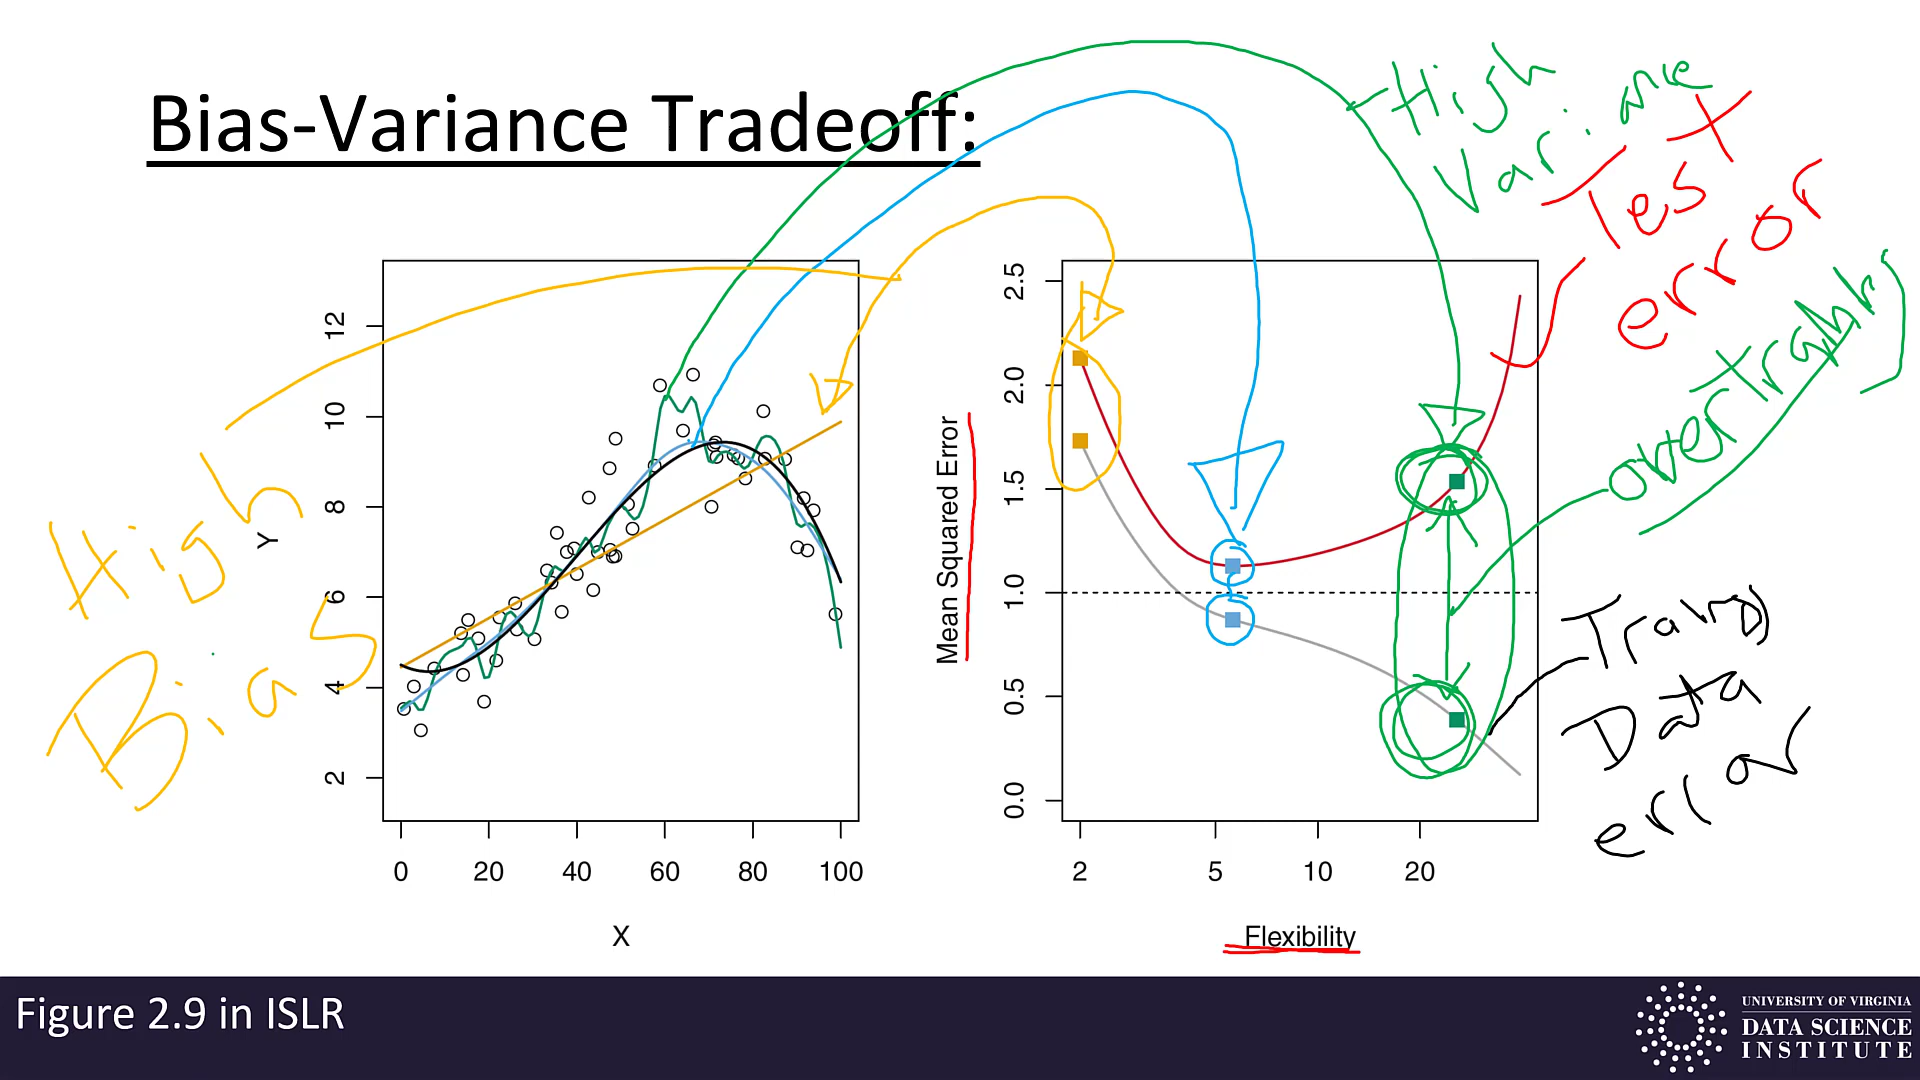 Bias-Variance Tradeoff:
High
Variance
Test
error
High
Bias
12
10
8
6
4
2
Y
0 20 40 60 80 100
X
2.5
2.0
1.5
1.0
0.5
0.0
Mean Squared Error
2 5 10 20
Flexibility
Data
error
Figure 2.9 in ISLR
UNIVERSITY OF VIRGINIA
DATA SCIENCE
INSTITUTE